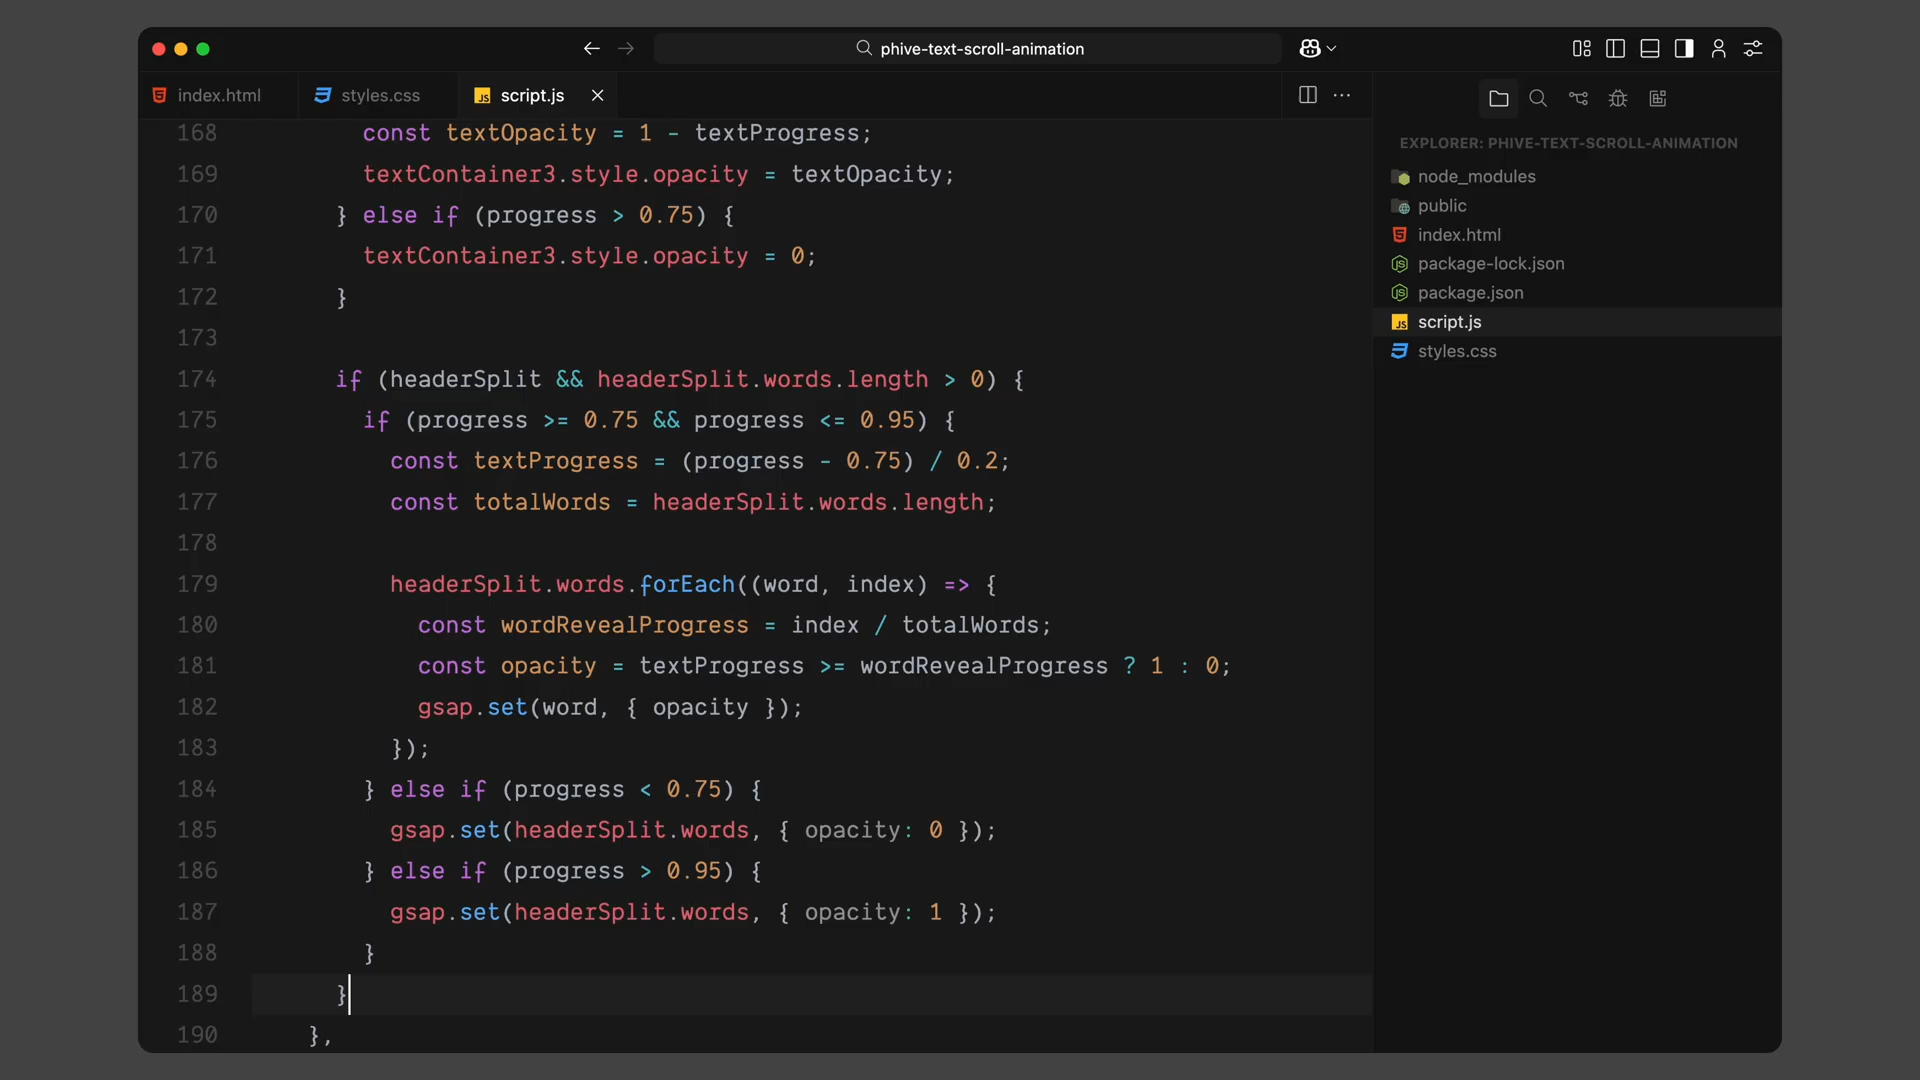 phive-text-scroll-animation
index.html
styles.css
script.js
168 const textOpacity = 1 - textProgress;
169 textContainer3.style.opacity = textOpacity;
170 } else if (progress > 0.75) {
171 textContainer3.style.opacity = 0;
172 }
173
174 if (headerSplit && headerSplit.words.length > 0) {
175 if (progress >= 0.75 && progress <= 0.95) {
176 const textProgress = (progress - 0.75) / 0.2;
177 const totalWords = headerSplit.words.length;
178
179 headerSplit.words.forEach((word, index) => {
180 const wordRevealProgress = index / totalWords;
181 const opacity = textProgress >= wordRevealProgress ? 1 : 0;
182 gsap.set(word, { opacity });
183 });
184 } else if (progress < 0.75) {
185 gsap.set(headerSplit.words, { opacity: 0 });
186 } else if (progress > 0.95) {
187 gsap.set(headerSplit.words, { opacity: 1 });
188 }
189 }
190 },
EXPLORER: PHIVE-TEXT-SCROLL-ANIMATION
node_modules
public
index.html
package-lock.json
package.json
script.js
styles.css